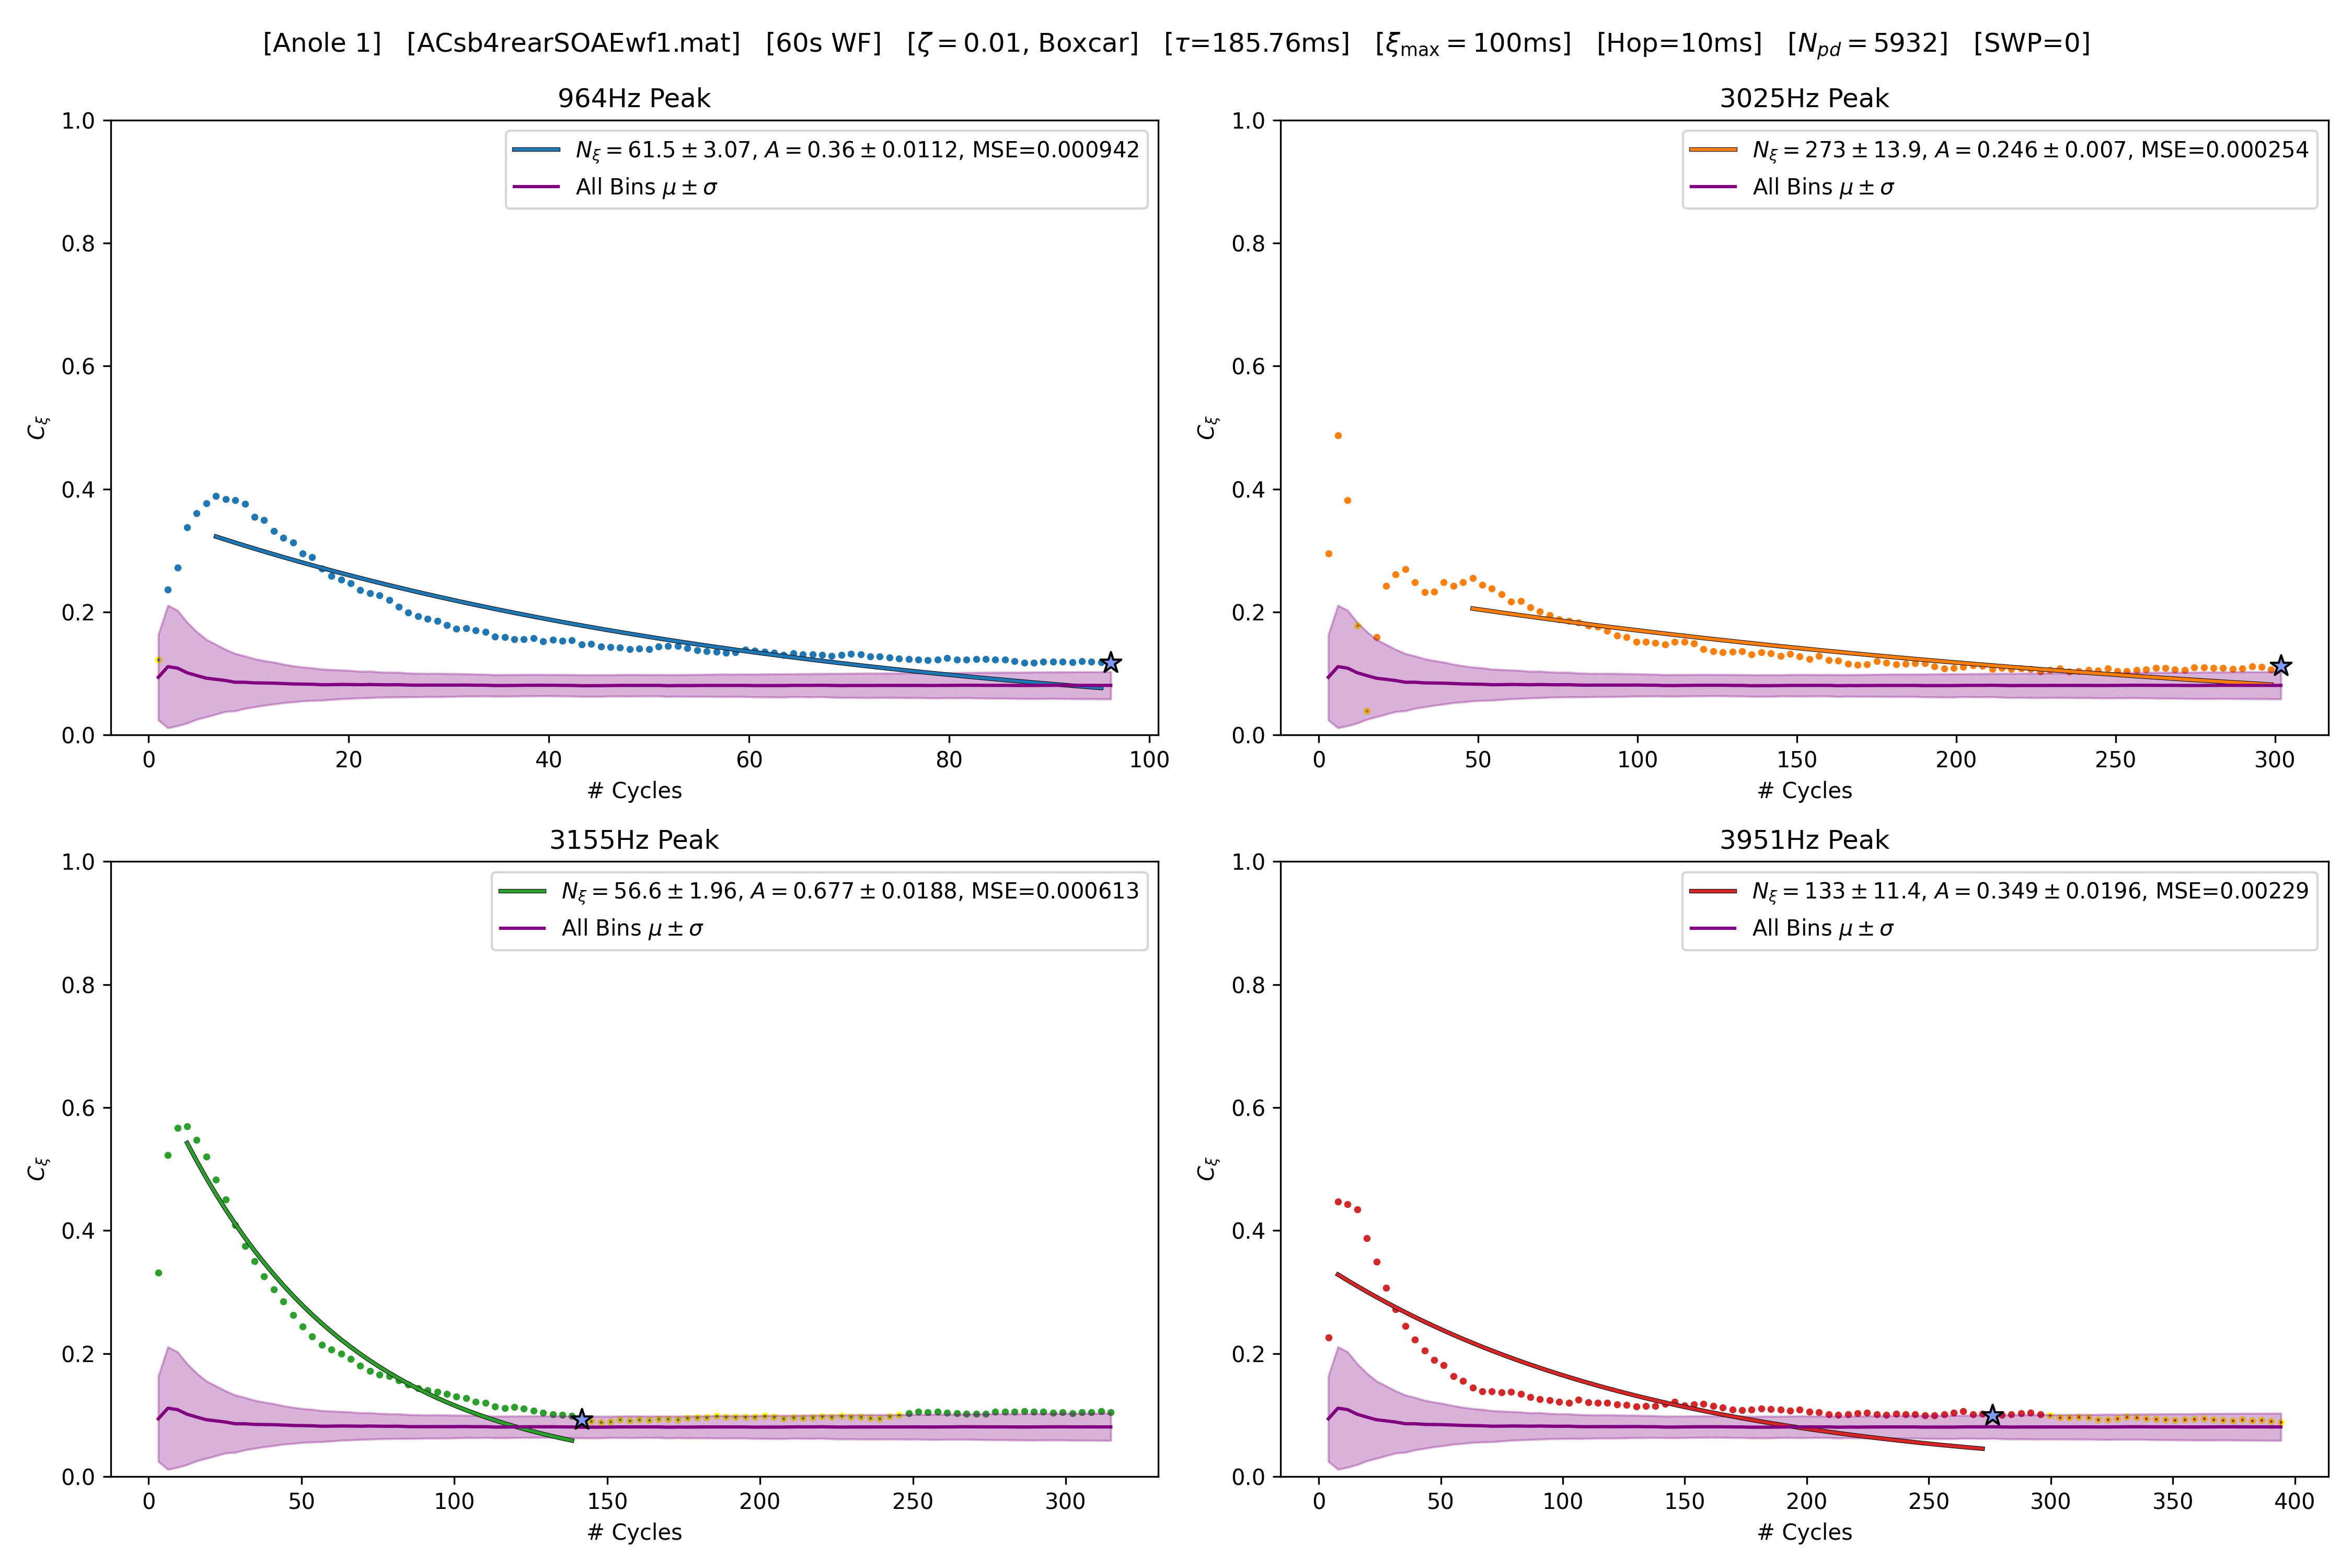 [Anole 1] [ACsb4rearSOAEwf1.mat] [60s WF] [ζ = 0.01, Boxcar] [τ=185.76ms] [ξmax = 100ms] [Hop=10ms] [Npd = 5932] [SWP=0]
964Hz Peak
Nξ = 61.5 ± 3.07, A = 0.36 ± 0.0112, MSE=0.000942
All Bins μ ± σ
1.0
0.8
0.6
0.4
0.2
0.0
Cξ
0 20 40 60 80 100
# Cycles
3025Hz Peak
Nξ = 273 ± 13.9, A = 0.246 ± 0.007, MSE=0.000254
All Bins μ ± σ
1.0
0.8
0.6
0.4
0.2
0.0
Cξ
0 50 100 150 200 250 300
# Cycles
3155Hz Peak
Nξ = 56.6 ± 1.96, A = 0.677 ± 0.0188, MSE=0.000613
All Bins μ ± σ
1.0
0.8
0.6
0.4
0.2
0.0
Cξ
0 50 100 150 200 250 300
# Cycles
3951Hz Peak
Nξ = 133 ± 11.4, A = 0.349 ± 0.0196, MSE=0.00229
All Bins μ ± σ
1.0
0.8
0.6
0.4
0.2
0.0
Cξ
0 50 100 150 200 250 300 350 400
# Cycles